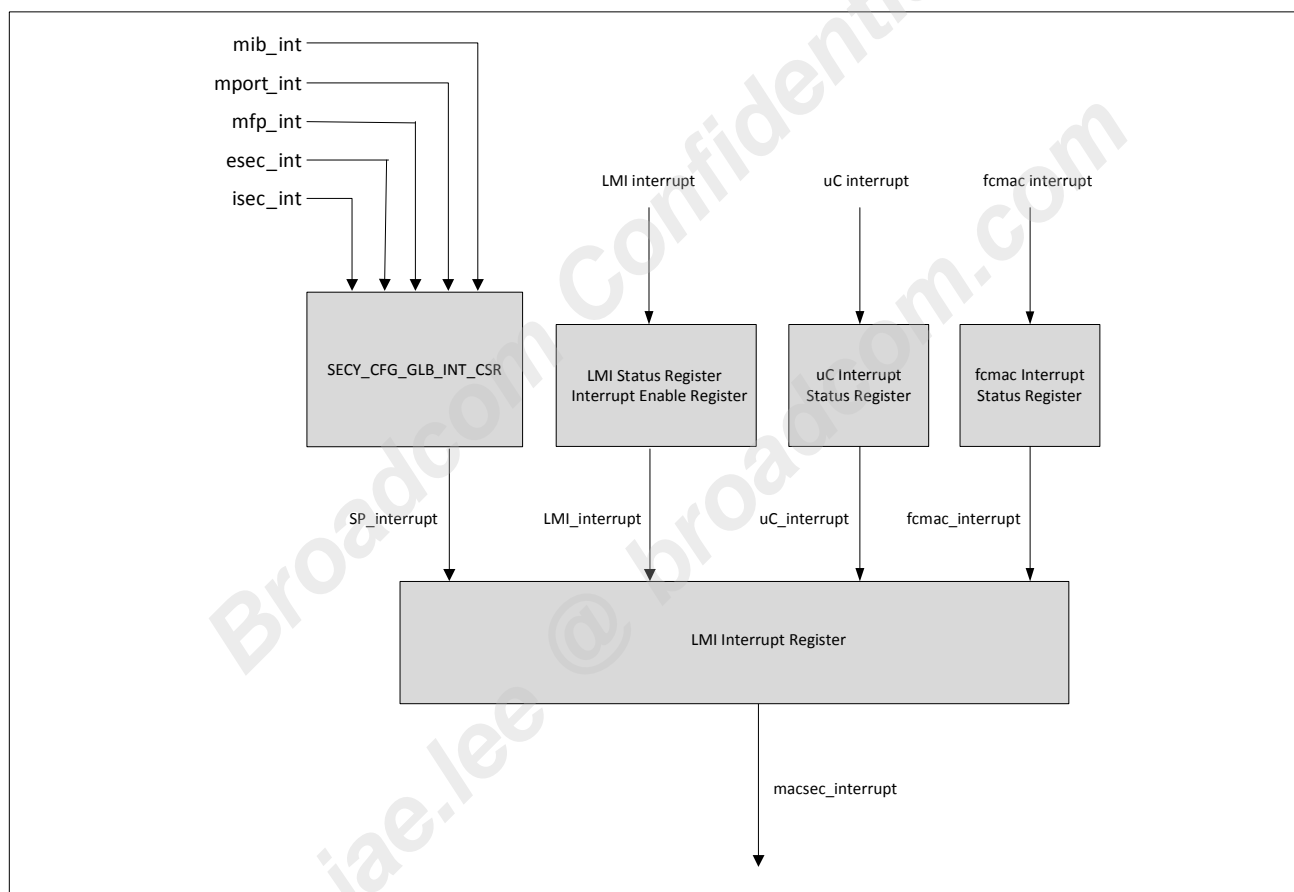 mib_int
mport_int
mfp_int
esec_int
isec_int
LMI interrupt
uC interrupt
fcmac interrupt
SECY_CFG_GLB_INT_CSR
LMI Status Register
Interrupt Enable Register
uC Interrupt
Status Register
fcmac Interrupt
Status Register
SP_interrupt
LMI_interrupt
uC_interrupt
fcmac_interrupt
LMI Interrupt Register
macsec_interrupt
Broadcom Confidential
jae.lee @ broadcom.com